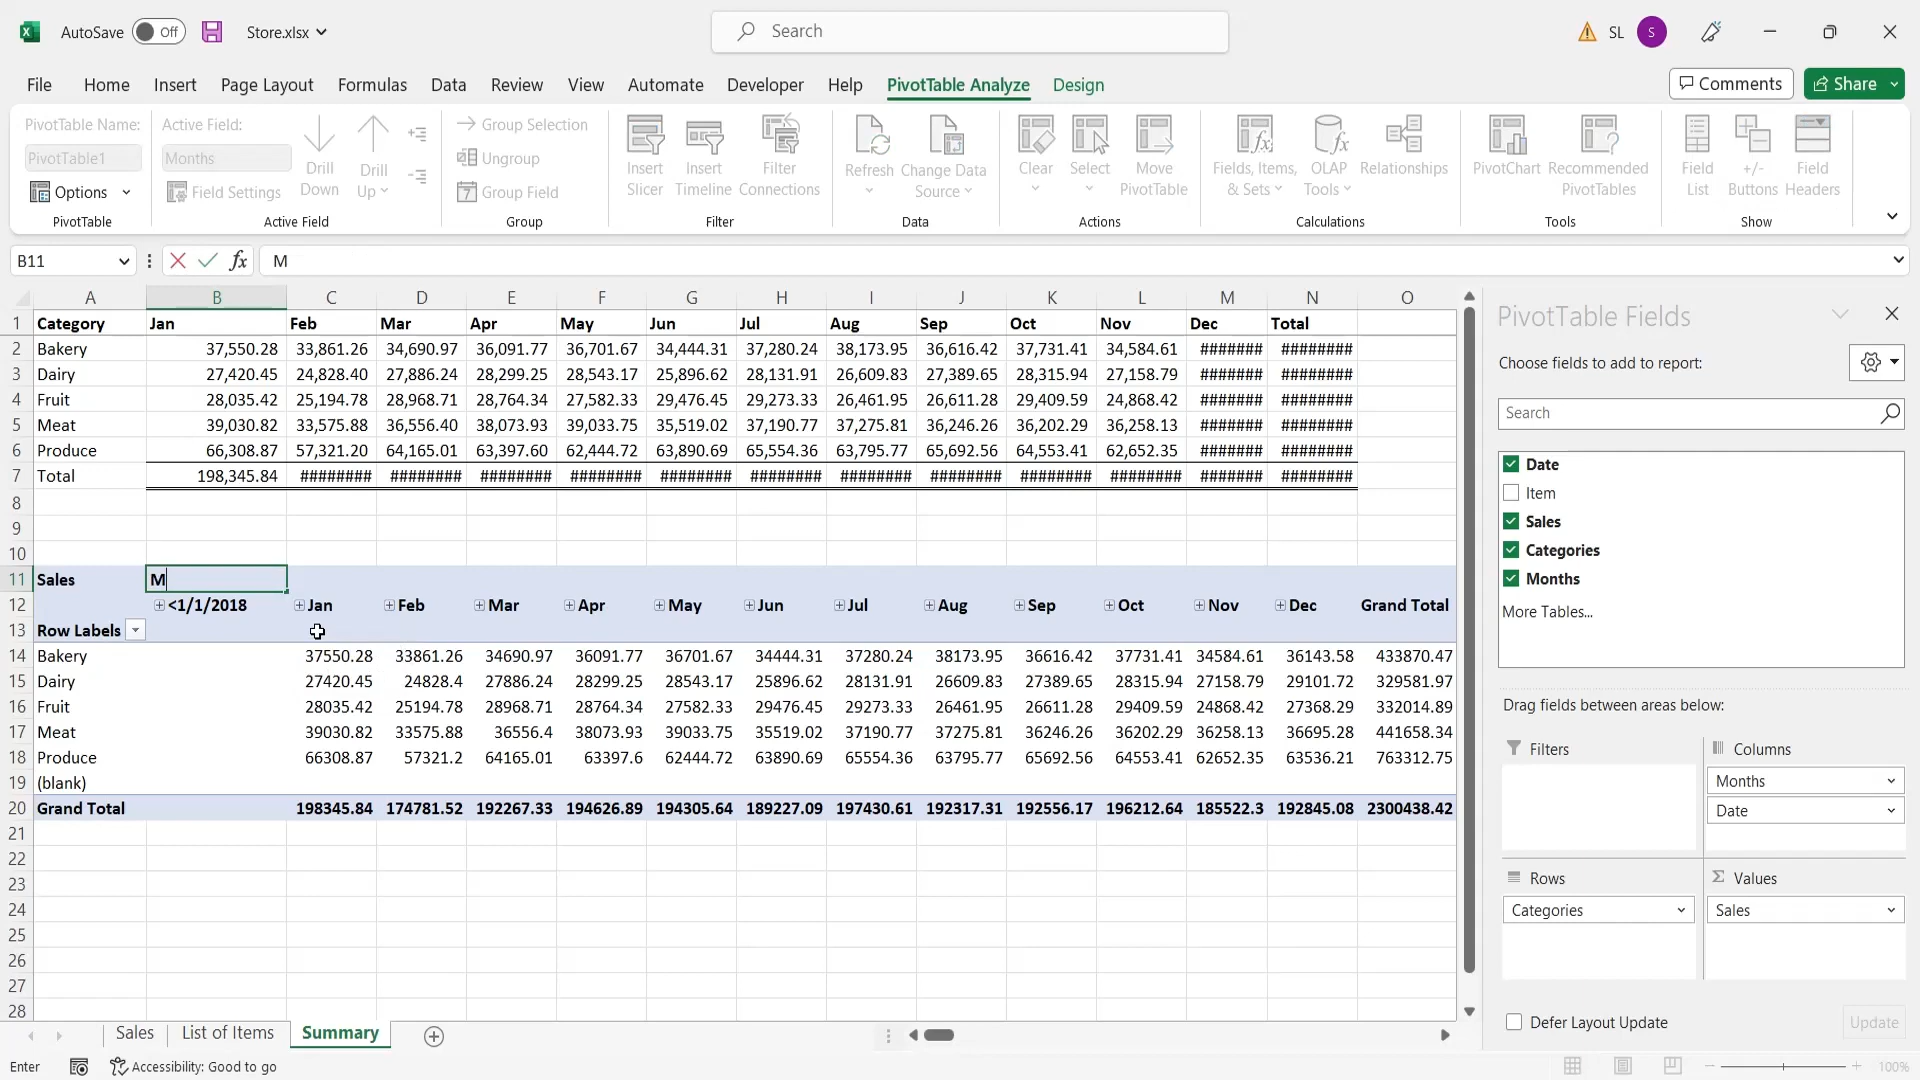 AutoSave Off Store.xlsx Search SL S
File Home Insert Page Layout Formulas Data Review View Automate Developer Help PivotTable Analyze Design Comments Share
PivotTable Name:
PivotTable1
Options
PivotTable
Active Field:
Months
Field Settings
Drill
Down
Drill
Up
Active Field
Group Selection
Ungroup
Group Field
Group
Insert
Slicer
Insert
Timeline
Filter
Connections
Filter
Refresh
Change Data
Source
Data
Clear
Select
Move
PivotTable
Actions
Fields, Items,
& Sets
OLAP
Tools
Relationships
Calculations
PivotChart
Recommended
PivotTables
Tools
Field
List
+/-
Buttons
Field
Headers
Show
B11 fx M
A B C D E F G H I J K L M N O
1 Category Jan Feb Mar Apr May Jun Jul Aug Sep Oct Nov Dec Total
2 Bakery 37,550.28 33,861.26 34,690.97 36,091.77 36,701.67 34,444.31 37,280.24 38,173.95 36,616.42 37,731.41 34,584.61 ####### ########
3 Dairy 27,420.45 24,828.40 27,886.24 28,299.25 28,543.17 25,896.62 28,131.91 26,609.83 27,389.65 28,315.94 27,158.79 ####### ########
4 Fruit 28,035.42 25,194.78 28,968.71 28,764.34 27,582.33 29,476.45 29,273.33 26,461.95 26,611.28 29,409.59 24,868.42 ####### ########
5 Meat 39,030.82 33,575.88 36,556.40 38,073.93 39,033.75 35,519.02 37,190.77 37,275.81 36,246.26 36,202.29 36,258.13 ####### ########
6 Produce 66,308.87 57,321.20 64,165.01 63,397.60 62,444.72 63,890.69 65,554.36 63,795.77 65,692.56 64,553.41 62,652.35 ####### ########
7 Total 198,345.84 ######## ######## ######## ######## ######## ######## ######## ######## ######## ######## ####### ########
8
9
10
11 Sales M
12 <1/1/2018 Jan Feb Mar Apr May Jun Jul Aug Sep Oct Nov Dec Grand Total
13 Row Labels
14 Bakery 37550.28 33861.26 34690.97 36091.77 36701.67 34444.31 37280.24 38173.95 36616.42 37731.41 34584.61 36143.58 433870.47
15 Dairy 27420.45 24828.4 27886.24 28299.25 28543.17 25896.62 28131.91 26609.83 27389.65 28315.94 27158.79 29101.72 329581.97
16 Fruit 28035.42 25194.78 28968.71 28764.34 27582.33 29476.45 29273.33 26461.95 26611.28 29409.59 24868.42 27368.29 332014.89
17 Meat 39030.82 33575.88 36556.4 38073.93 39033.75 35519.02 37190.77 37275.81 36246.26 36202.29 36258.13 36695.28 441658.34
18 Produce 66308.87 57321.2 64165.01 63397.6 62444.72 63890.69 65554.36 63795.77 65692.56 64553.41 62652.35 63536.21 763312.75
19 (blank)
20 Grand Total 198345.84 174781.52 192267.33 194626.89 194305.64 189227.09 197430.61 192317.31 192556.17 196212.64 185522.3 192845.08 2300438.42
21
22
23
24
25
26
27
28
PivotTable Fields
Choose fields to add to report:
Search
Date
Item
Sales
Categories
Months
More Tables...
Drag fields between areas below:
Filters
Columns
Months
Date
Rows
Categories
Values
Sales
Defer Layout Update Update
Sales List of Items Summary
Enter Accessibility: Good to go 100%